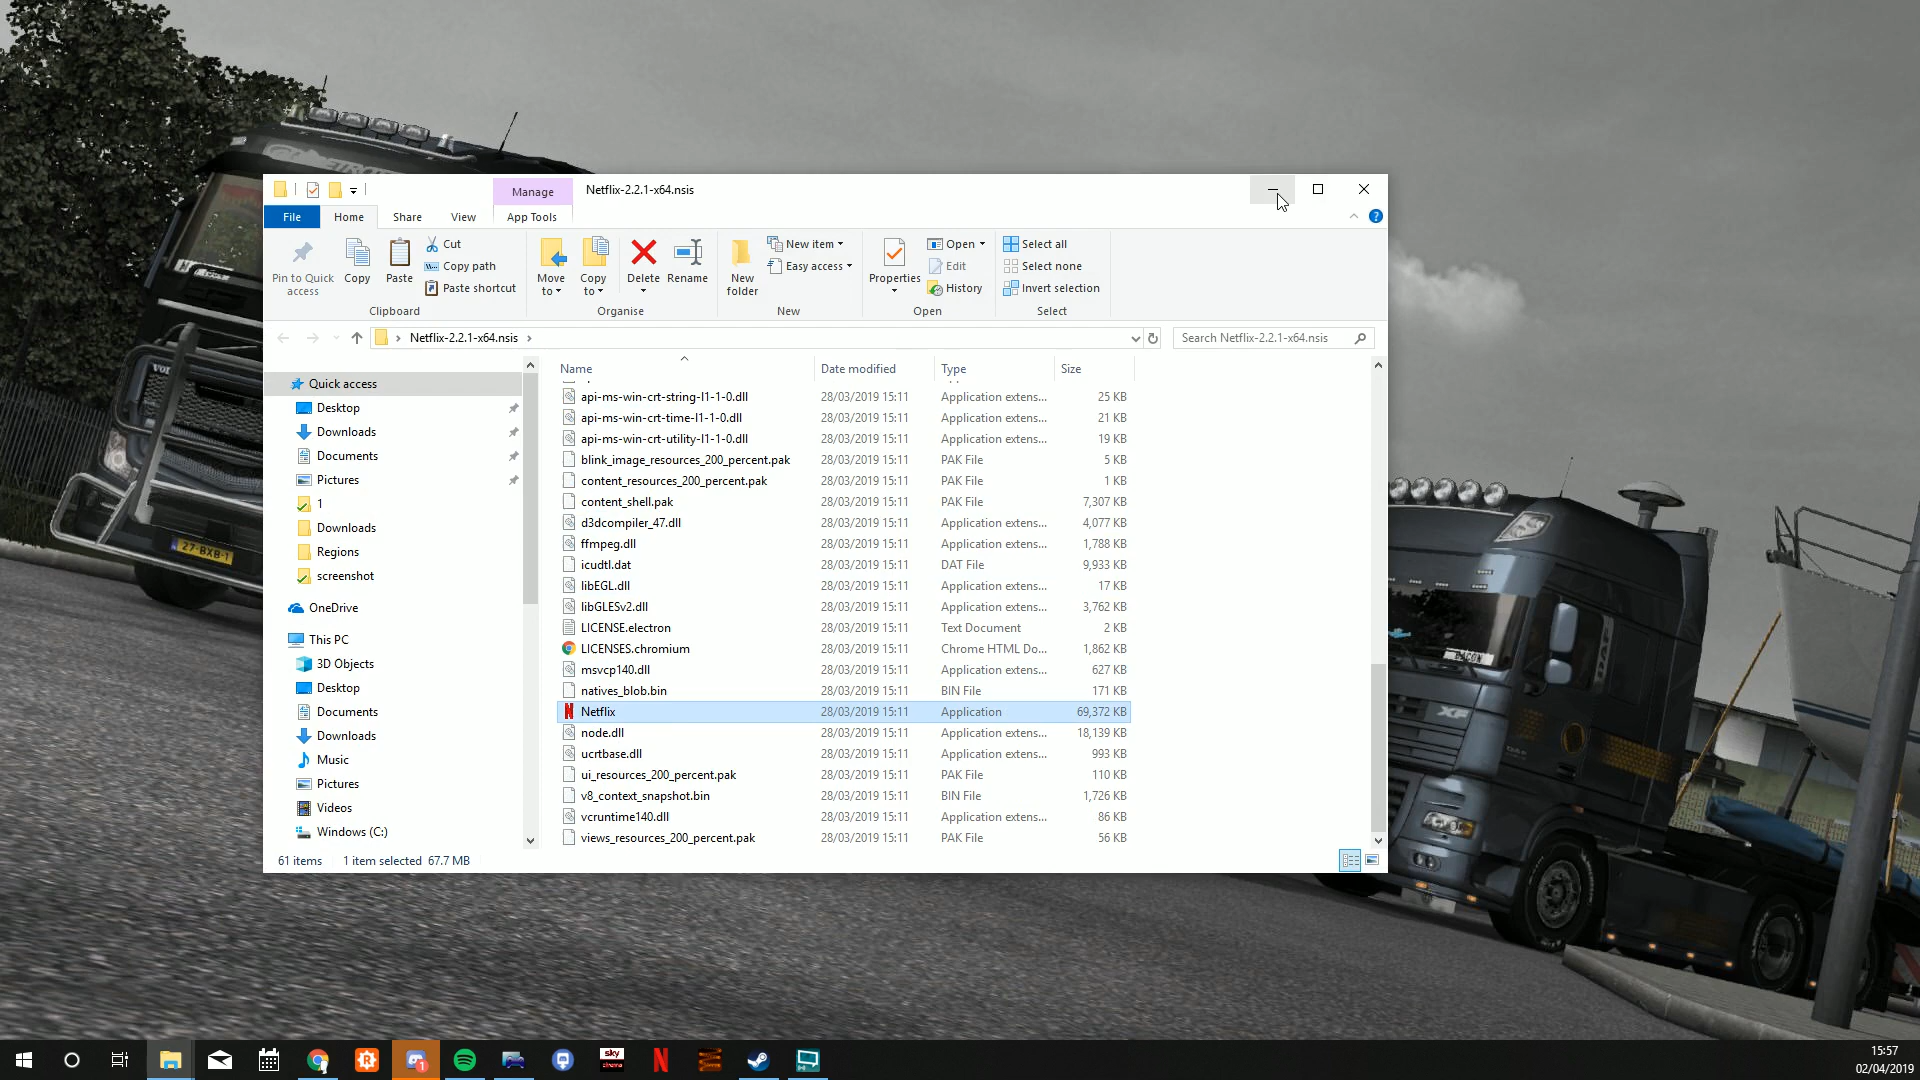 Manage
Netflix-2.2.1-x64.nsis
File
Home
Share
View
App Tools
Pin to Quick access
Copy
Paste
Cut
Copy path
Paste shortcut
Clipboard
Move to
Copy to
Delete
Rename
Organise
New folder
New item
Easy access
New
Properties
Open
Edit
History
Open
Select all
Select none
Invert selection
Select
Netflix-2.2.1-x64.nsis
Search Netflix-2.2.1-x64.nsis
Quick access
Desktop
Downloads
Documents
Pictures
1
Downloads
Regions
screenshot
OneDrive
This PC
3D Objects
Desktop
Documents
Downloads
Music
Pictures
Videos
Windows (C:)
Name Date modified Type Size
api-ms-win-crt-string-l1-1-0.dll 28/03/2019 15:11 Application extens... 25 KB
api-ms-win-crt-time-l1-1-0.dll 28/03/2019 15:11 Application extens... 21 KB
api-ms-win-crt-utility-l1-1-0.dll 28/03/2019 15:11 Application extens... 19 KB
blink_image_resources_200_percent.pak 28/03/2019 15:11 PAK File 5 KB
content_resources_200_percent.pak 28/03/2019 15:11 PAK File 1 KB
content_shell.pak 28/03/2019 15:11 PAK File 7,307 KB
d3dcompiler_47.dll 28/03/2019 15:11 Application extens... 4,077 KB
ffmpeg.dll 28/03/2019 15:11 Application extens... 1,788 KB
icudtl.dat 28/03/2019 15:11 DAT File 9,933 KB
libEGL.dll 28/03/2019 15:11 Application extens... 17 KB
libGLESv2.dll 28/03/2019 15:11 Application extens... 3,762 KB
LICENSE.electron 28/03/2019 15:11 Text Document 2 KB
LICENSES.chromium 28/03/2019 15:11 Chrome HTML Do... 1,862 KB
msvcp140.dll 28/03/2019 15:11 Application extens... 627 KB
natives_blob.bin 28/03/2019 15:11 BIN File 171 KB
Netflix 28/03/2019 15:11 Application 69,372 KB
node.dll 28/03/2019 15:11 Application extens... 18,139 KB
ucrtbase.dll 28/03/2019 15:11 Application extens... 993 KB
ui_resources_200_percent.pak 28/03/2019 15:11 PAK File 110 KB
v8_context_snapshot.bin 28/03/2019 15:11 BIN File 1,726 KB
vcruntime140.dll 28/03/2019 15:11 Application extens... 86 KB
views_resources_200_percent.pak 28/03/2019 15:11 PAK File 56 KB
61 items 1 item selected 67.7 MB
27-BXB-1
BACON
XF
DAF
sky
cinema
15:57
02/04/2019